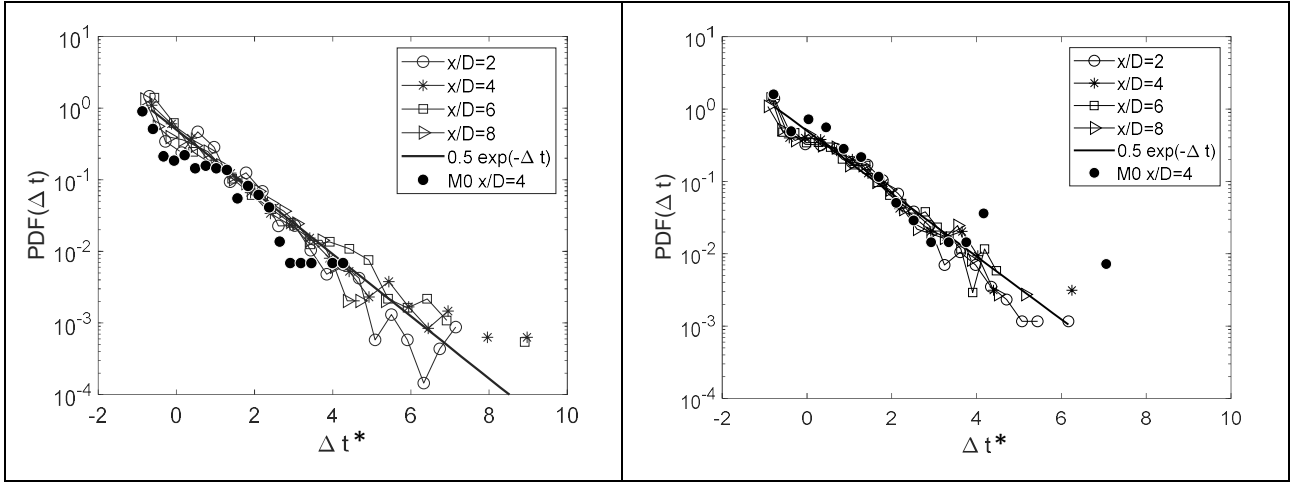 10^1
10^0
10^-1
10^-2
10^-3
10^-4
PDF(Δ t)
-2 0 2 4 6 8 10
Δ t*
x/D=2
x/D=4
x/D=6
x/D=8
0.5 exp(-Δ t)
M0 x/D=4
10^1
10^0
10^-1
10^-2
10^-3
10^-4
PDF(Δ t)
-2 0 2 4 6 8 10
Δ t*
x/D=2
x/D=4
x/D=6
x/D=8
0.5 exp(-Δ t)
M0 x/D=4